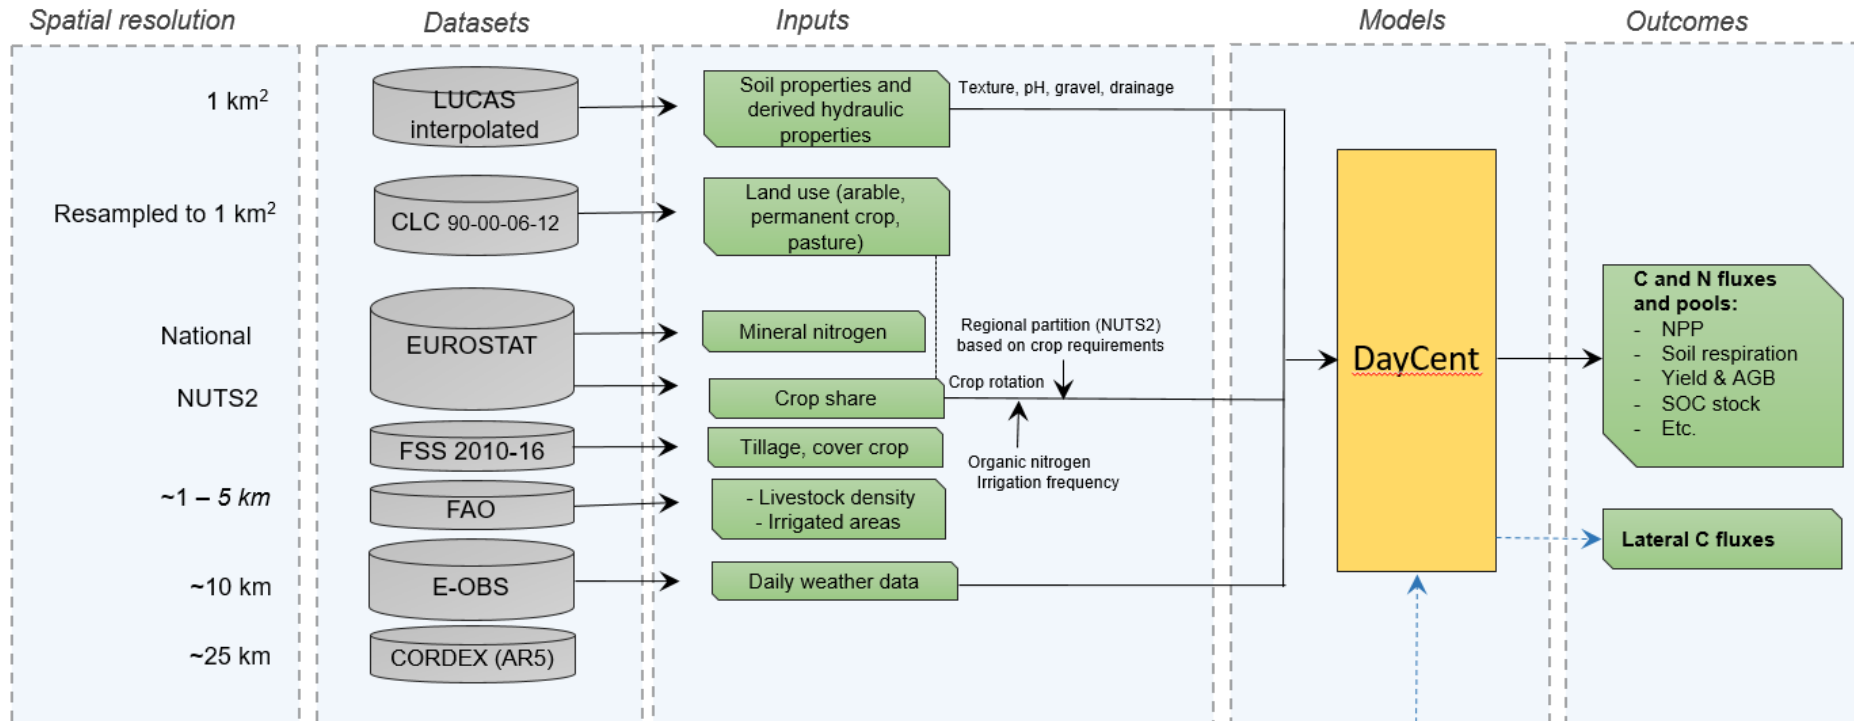 Spatial resolution
Datasets
Inputs
Models
Outcomes
1 km²
LUCAS
interpolated
Soil properties and
derived hydraulic
properties
Texture, pH, gravel, drainage
Resampled to 1 km²
CLC 90-00-06-12
Land use (arable,
permanent crop,
pasture)
National
NUTS2
EUROSTAT
Mineral nitrogen
Regional partition (NUTS2)
based on crop requirements
Crop share
Crop rotation
FSS 2010-16
Tillage, cover crop
Organic nitrogen
Irrigation frequency
~1 – 5 km
FAO
- Livestock density
- Irrigated areas
~10 km
E-OBS
Daily weather data
~25 km
CORDEX (AR5)
DayCent
C and N fluxes
and pools:
- NPP
- Soil respiration
- Yield & AGB
- SOC stock
- Etc.
Lateral C fluxes